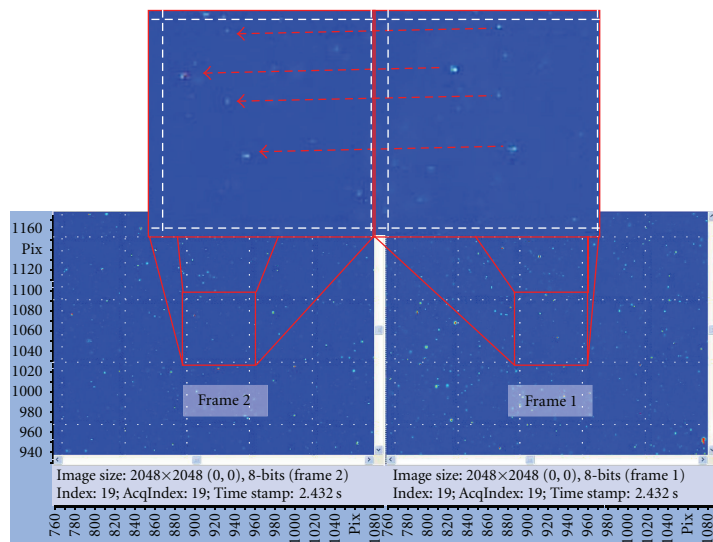 1160
Pix
1120
1100
1080
1060
1040
1020
1000
980
960
940
Frame 2
Frame 1
Image size: 2048×2048 (0, 0), 8-bits (frame 2)
Index: 19; AcqIndex: 19; Time stamp: 2.432 s
Image size: 2048×2048 (0, 0), 8-bits (frame 1)
Index: 19; AcqIndex: 19; Time stamp: 2.432 s
760 780 800 820 840 860 880 900 920 940 960 980 1000 1020 1040 Pix 1080
760 780 800 820 840 860 880 900 920 940 960 980 1000 1020 1040 Pix 1080